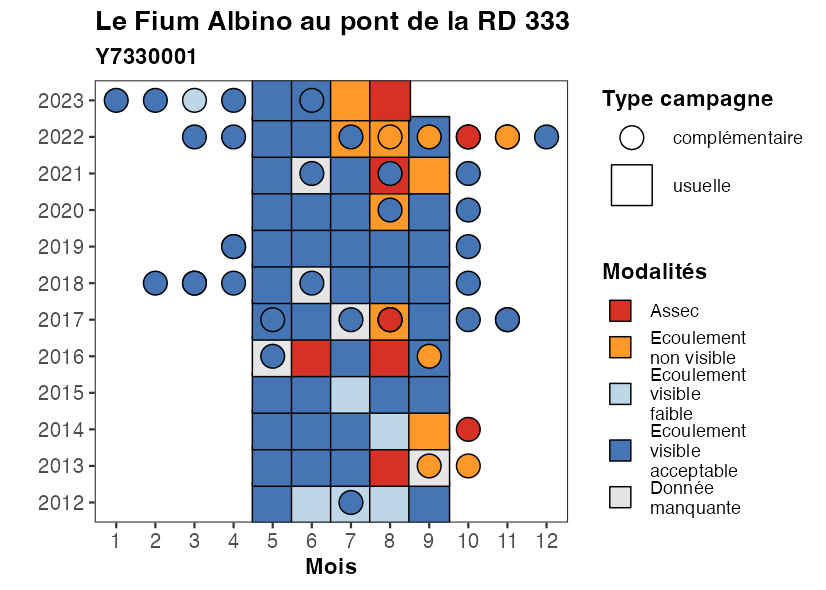 Le Fium Albino au pont de la RD 333
Y7330001
2023
2022
2021
2020
2019
2018
2017
2016
2015
2014
2013
2012
1 2 3 4 5 6 7 8 9 10 11 12
Mois
Type campagne
complémentaire
usuelle
Modalités
Assec
Ecoulement
non visible
Ecoulement
visible
faible
Ecoulement
visible
acceptable
Donnée
manquante